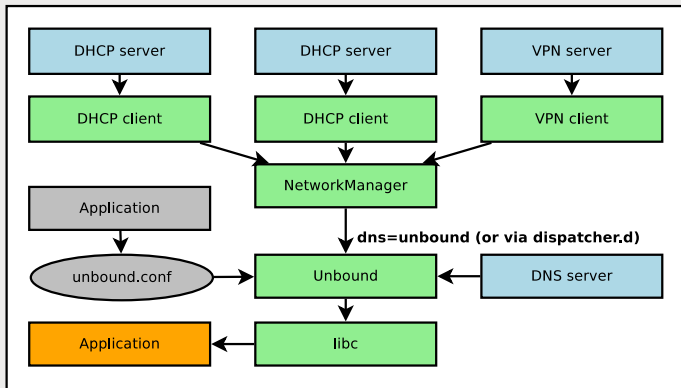 DHCP server
DHCP server
VPN server
DHCP client
DHCP client
VPN client
NetworkManager
Application
dns=unbound (or via dispatcher.d)
unbound.conf
Unbound
DNS server
Application
libc